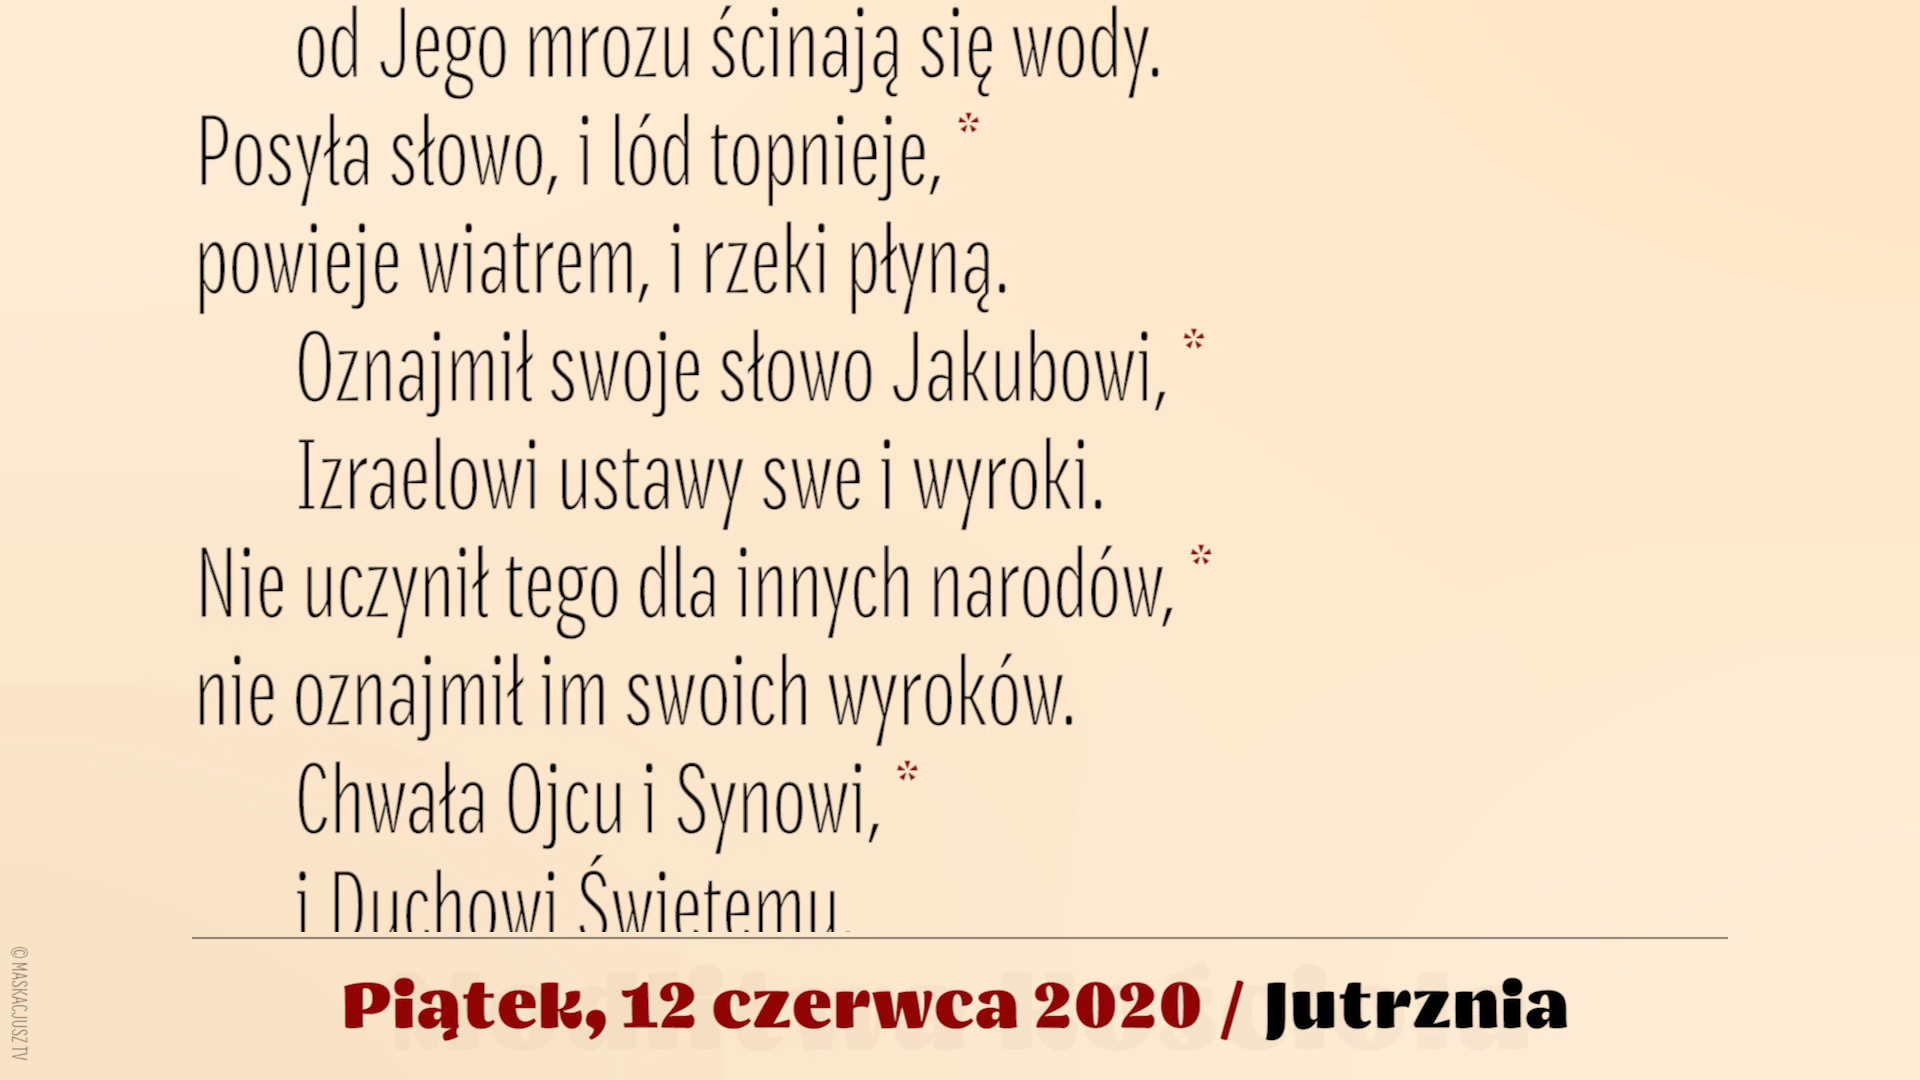 od Jego mrozu ścinają się wody.
Posyła słowo, i lód topnieje, *
powieje wiatrem, i rzeki płyną.
Oznajmił swoje słowo Jakubowi, *
Izraelowi ustawy swe i wyroki.
Nie uczynił tego dla innych narodów, *
nie oznajmił im swoich wyroków.
Chwała Ojcu i Synowi, *
i Duchowi Świętemu.
Piątek, 12 czerwca 2020 / Jutrznia
© MASKACJUSZ TV